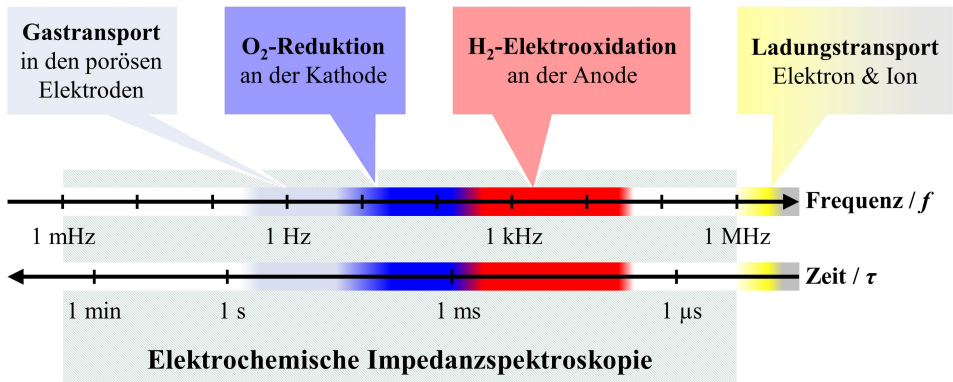 Gastransport
in den porösen
Elektroden
O₂-Reduktion
an der Kathode
H₂-Elektrooxidation
an der Anode
Ladungstransport
Elektron & Ion
Frequenz / f
1 mHz 1 Hz 1 kHz 1 MHz
Zeit / τ
1 min 1 s 1 ms 1 µs
Elektrochemische Impedanzspektroskopie